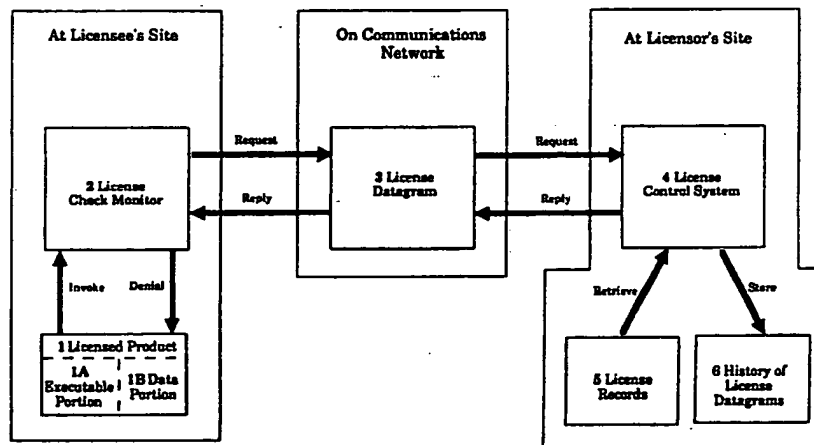 At Licensee's Site
On Communications
Network
At Licensor's Site
Request
Request
2 License
Check Monitor
3 License
Datagram
4 License
Control System
Reply
Reply
Invoke
Denial
Retrieve
Store
1 Licensed Product
1A
Executable
Portion
1B Data
Portion
5 License
Records
6 History of
License
Datagrams